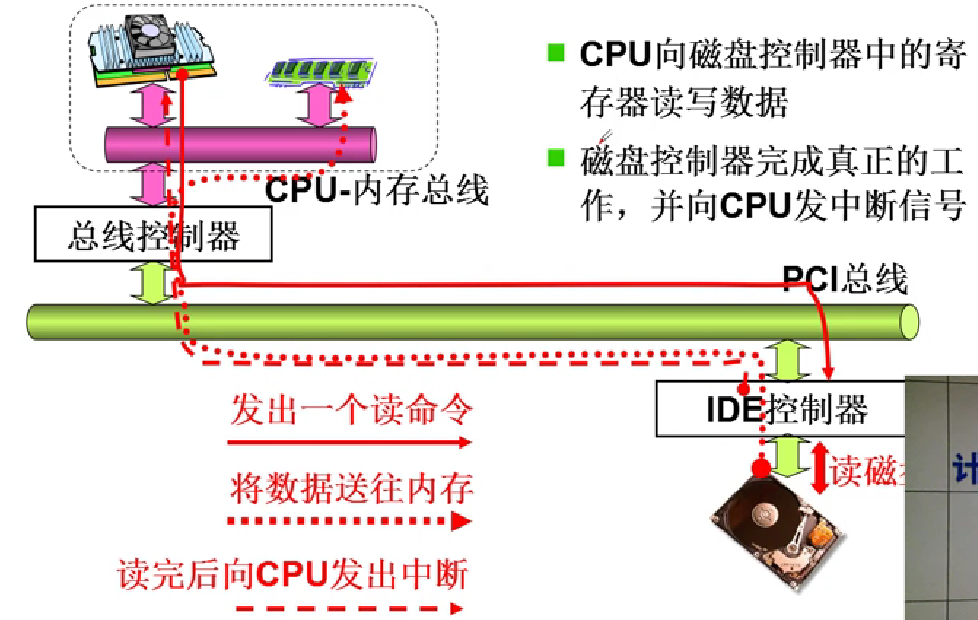 CPU向磁盘控制器中的寄
存器读写数据
磁盘控制器完成真正的工
作，并向CPU发中断信号
CPU-内存总线
总线控制器
PCI总线
IDE控制器
读磁
计
发出一个读命令
将数据送往内存
读完后向CPU发出中断